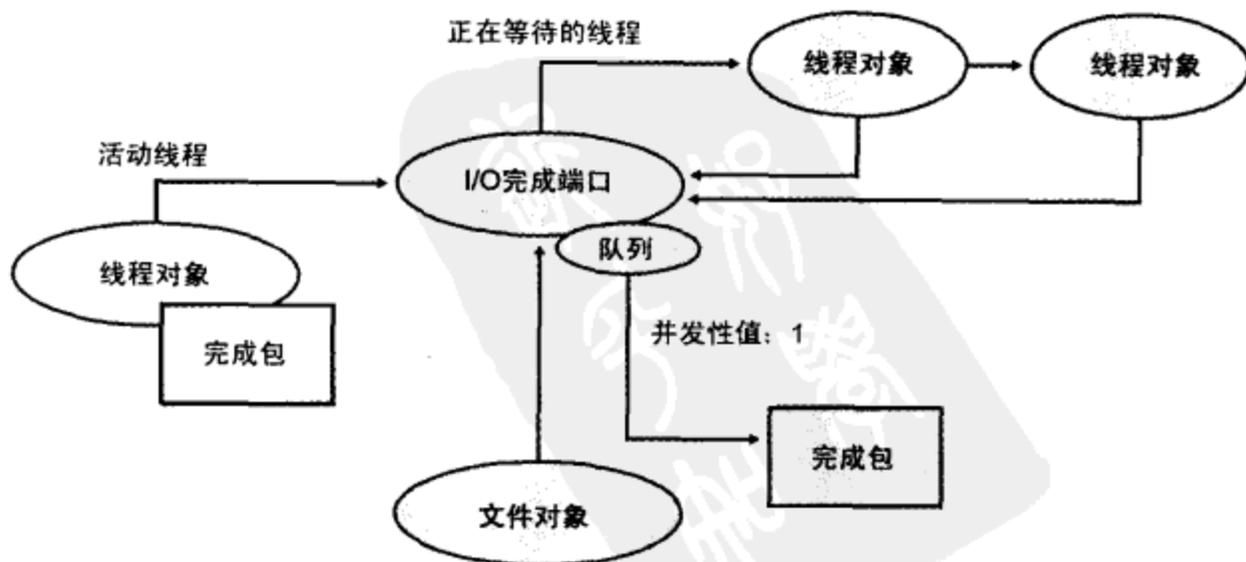 正在等待的线程
线程对象
线程对象
活动线程
I/O完成端口
队列
线程对象
完成包
并发性值：1
完成包
文件对象